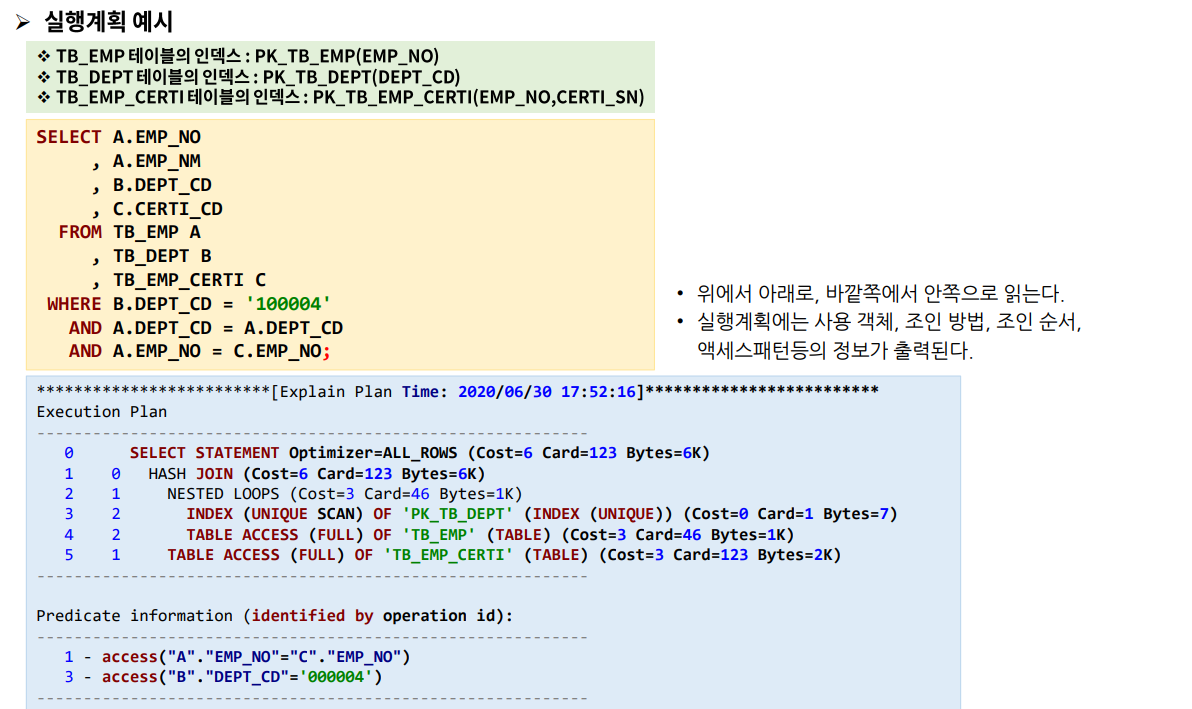 ➢ 실행계획 예시
❖ TB_EMP 테이블의 인덱스 : PK_TB_EMP(EMP_NO)
❖ TB_DEPT 테이블의 인덱스 : PK_TB_DEPT(DEPT_CD)
❖ TB_EMP_CERTI 테이블의 인덱스 : PK_TB_EMP_CERTI(EMP_NO,CERTI_SN)
SELECT A.EMP_NO
, A.EMP_NM
, B.DEPT_CD
, C.CERTI_CD
FROM TB_EMP A
, TB_DEPT B
, TB_EMP_CERTI C
WHERE B.DEPT_CD = '100004'
AND A.DEPT_CD = A.DEPT_CD
AND A.EMP_NO = C.EMP_NO;
• 위에서 아래로, 바깥쪽에서 안쪽으로 읽는다.
• 실행계획에는 사용 객체, 조인 방법, 조인 순서,
액세스패턴등의 정보가 출력된다.
*************************[Explain Plan Time: 2020/06/30 17:52:16]*************************
Execution Plan
-----------------------------------------------------------
0 SELECT STATEMENT Optimizer=ALL_ROWS (Cost=6 Card=123 Bytes=6K)
1 0 HASH JOIN (Cost=6 Card=123 Bytes=6K)
2 1 NESTED LOOPS (Cost=3 Card=46 Bytes=1K)
3 2 INDEX (UNIQUE SCAN) OF 'PK_TB_DEPT' (INDEX (UNIQUE)) (Cost=0 Card=1 Bytes=7)
4 2 TABLE ACCESS (FULL) OF 'TB_EMP' (TABLE) (Cost=3 Card=46 Bytes=1K)
5 1 TABLE ACCESS (FULL) OF 'TB_EMP_CERTI' (TABLE) (Cost=3 Card=123 Bytes=2K)
-----------------------------------------------------------
Predicate information (identified by operation id):
-----------------------------------------------------------
1 - access("A"."EMP_NO"="C"."EMP_NO")
3 - access("B"."DEPT_CD"='000004')
-----------------------------------------------------------